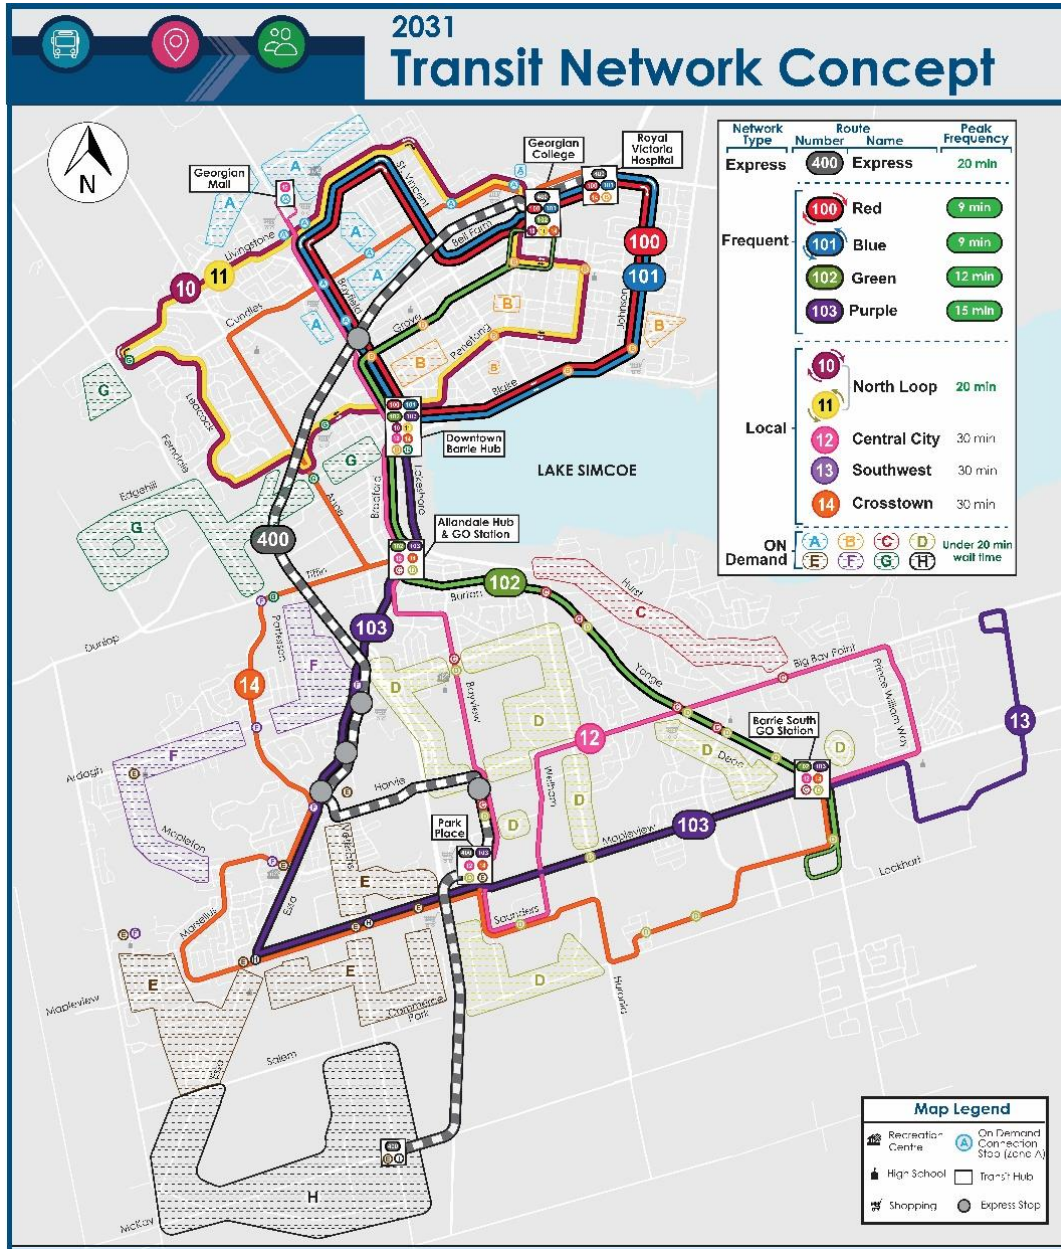 2031
Transit Network Concept
N
Georgian
Mall
Georgian
College
Royal
Victoria
Hospital
Network
Type
Route
Number Name
Peak
Frequency
Express 400 Express 20 min
Frequent
100 Red 9 min
101 Blue 9 min
102 Green 12 min
103 Purple 15 min
Local
10
11
North Loop 20 min
12 Central City 30 min
13 Southwest 30 min
14 Crosstown 30 min
ON
Demand
A B C D
E F G H
Under 20 min
wait time
St. Vincent
Livingstone
Bell Farm
Bayfield
Cundles
Grove
Penetang
Johnson
Blake
Leacock
Ferndale
Edgehill
Anne
Bradford
Lakeshore
Downtown
Barrie Hub
LAKE SIMCOE
Allandale Hub
& GO Station
Tiffin
Burton
Hurst
Dunlop
Patterson
Yonge
Bayview
Big Bay Point
Prince William Way
Barrie South
GO Station
Dean
Welham
Ardagh
Mapleton
Harvie
Veterans
Park
Place
Mapleview
Lockhart
Essa
Marsellus
Saunders
Huronia
Mapleview
Commerce
Park
Salem
Essa
McKay
100
101
10
11
400
102
103
14
12
13
103
A
A
A
A
A
B
B
B
B
G
G
G
C
D
D
D
D
D
D
D
D
F
F
E
E
E
H
Map Legend
Recreation
Centre
A
On Demand
Connection
Stop (Zone A)
High School
Transit Hub
Shopping
Express Stop